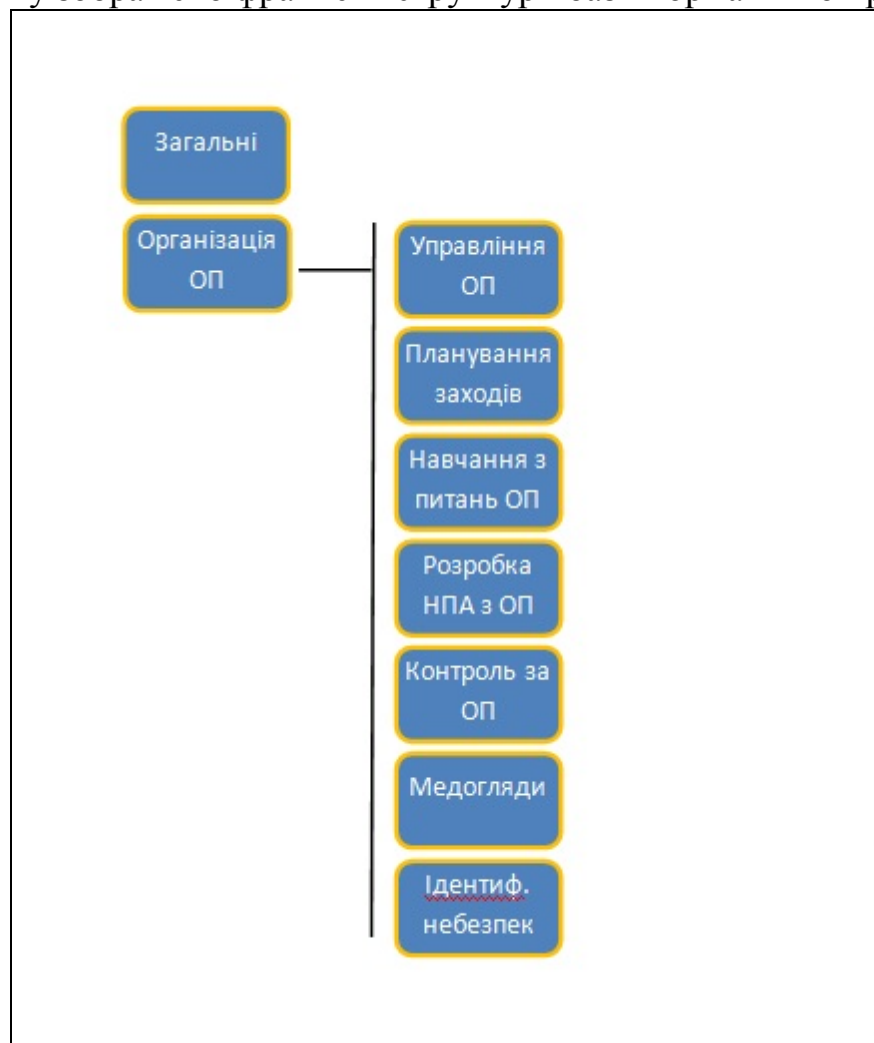 Загальні
Організація
ОП
Управління
ОП
Планування
заходів
Навчання з
питань ОП
Розробка
НПА з ОП
Контроль за
ОП
Медогляди
Ідентиф.
небезпек